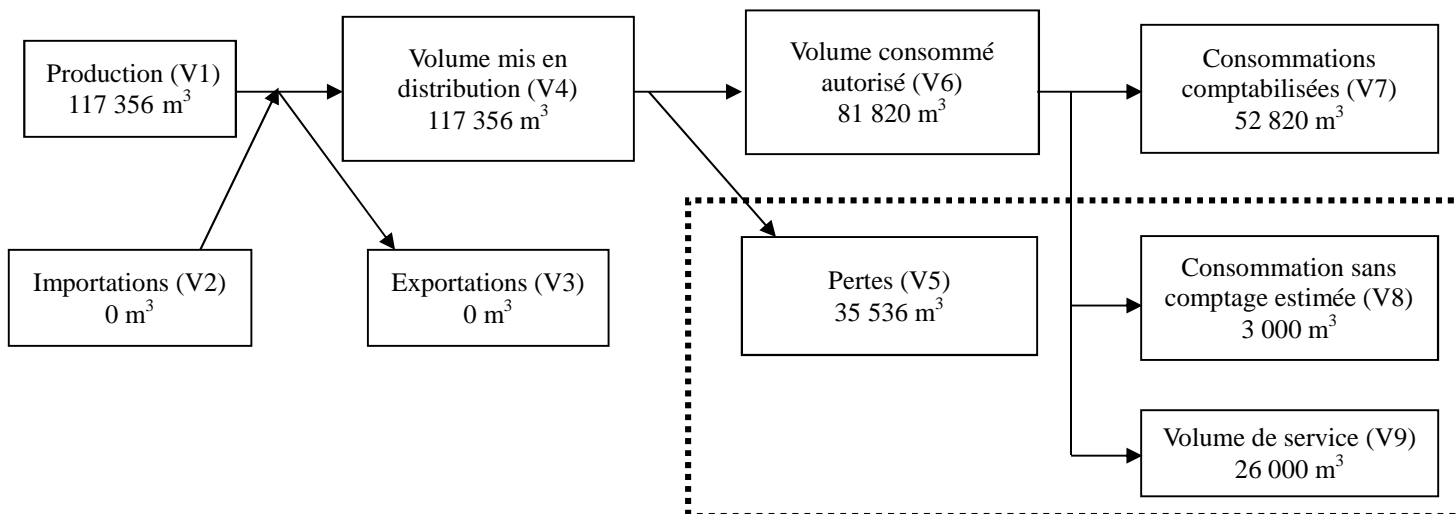 Production (V1)
117 356 m³
Volume mis en
distribution (V4)
117 356 m³
Volume consommé
autorisé (V6)
81 820 m³
Consommations
comptabilisées (V7)
52 820 m³
Importations (V2)
0 m³
Exportations (V3)
0 m³
Pertes (V5)
35 536 m³
Consommation sans
comptage estimée (V8)
3 000 m³
Volume de service (V9)
26 000 m³